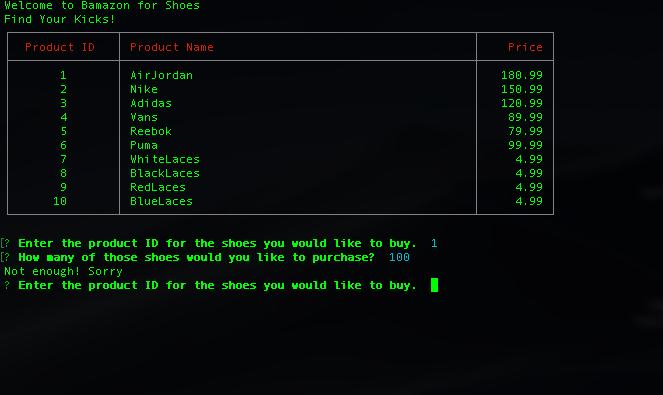 Welcome to Bamazon for Shoes
Find Your Kicks!
Product ID Product Name Price
1 AirJordan 180.99
2 Nike 150.99
3 Adidas 120.99
4 Vans 89.99
5 Reebok 79.99
6 Puma 99.99
7 WhiteLaces 4.99
8 BlackLaces 4.99
9 RedLaces 4.99
10 BlueLaces 4.99
[? Enter the product ID for the shoes you would like to buy. 1
[? How many of those shoes would you like to purchase? 100
Not enough! Sorry
? Enter the product ID for the shoes you would like to buy.